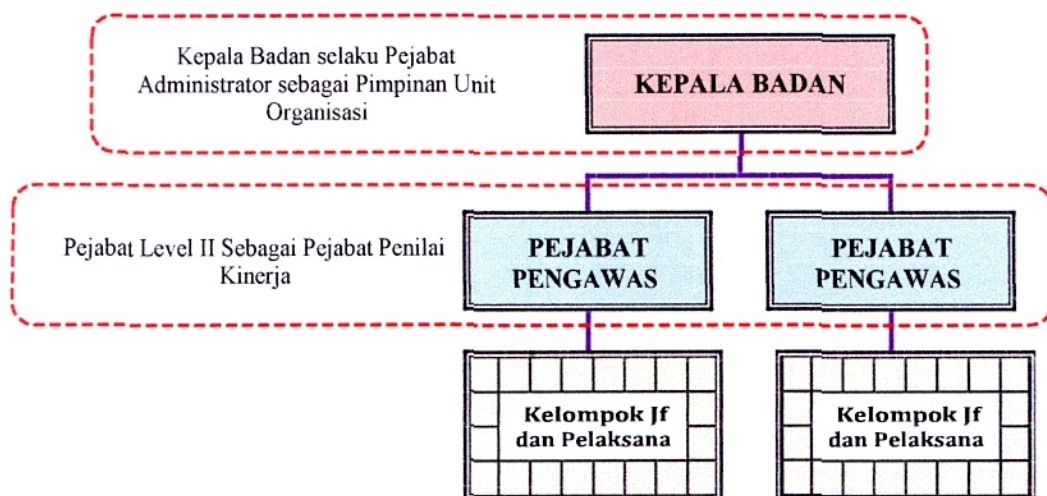 Kepala Badan selaku Pejabat
Administrator sebagai Pimpinan Unit
Organisasi
KEPALA BADAN
Pejabat Level II Sebagai Pejabat Penilai
Kinerja
PEJABAT
PENGAWAS
PEJABAT
PENGAWAS
Kelompok Jf
dan Pelaksana
Kelompok Jf
dan Pelaksana